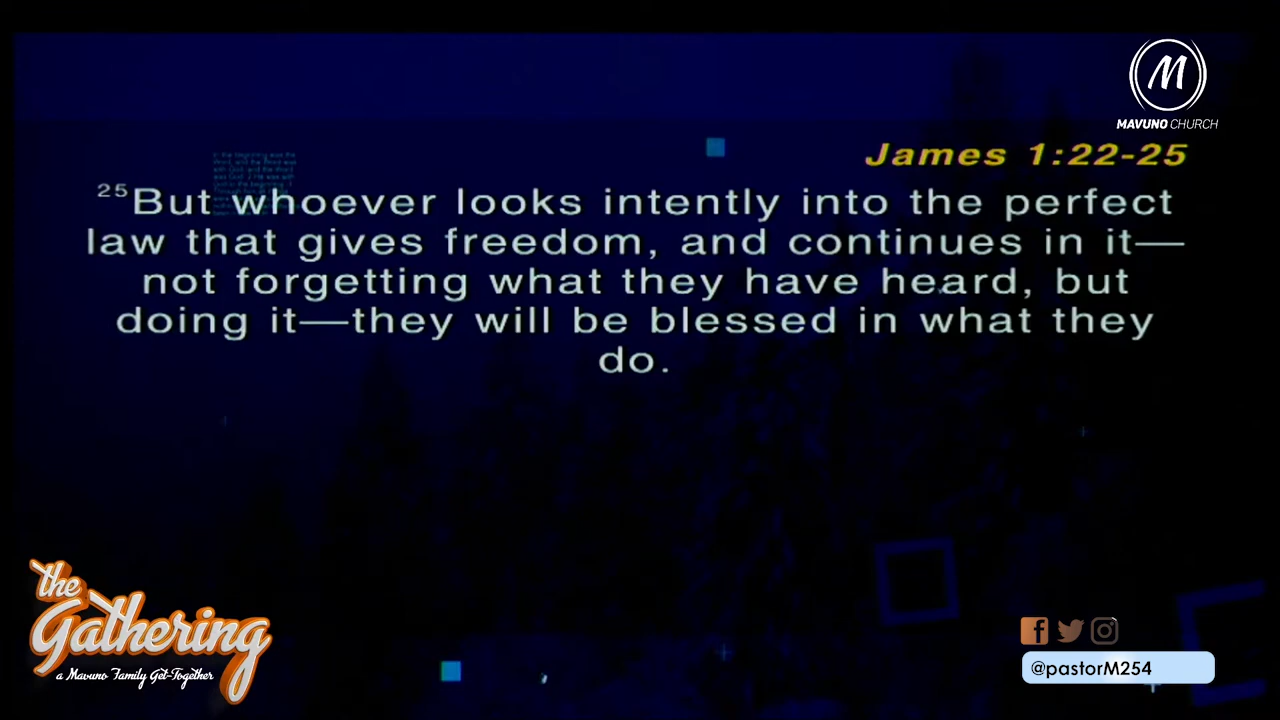 M
MAVUNO CHURCH
James 1:22-25
25But whoever looks intently into the perfect
law that gives freedom, and continues in it—
not forgetting what they have heard, but
doing it—they will be blessed in what they
do.
the
Gathering
a Mavuno Family Get-Together
@pastorM254